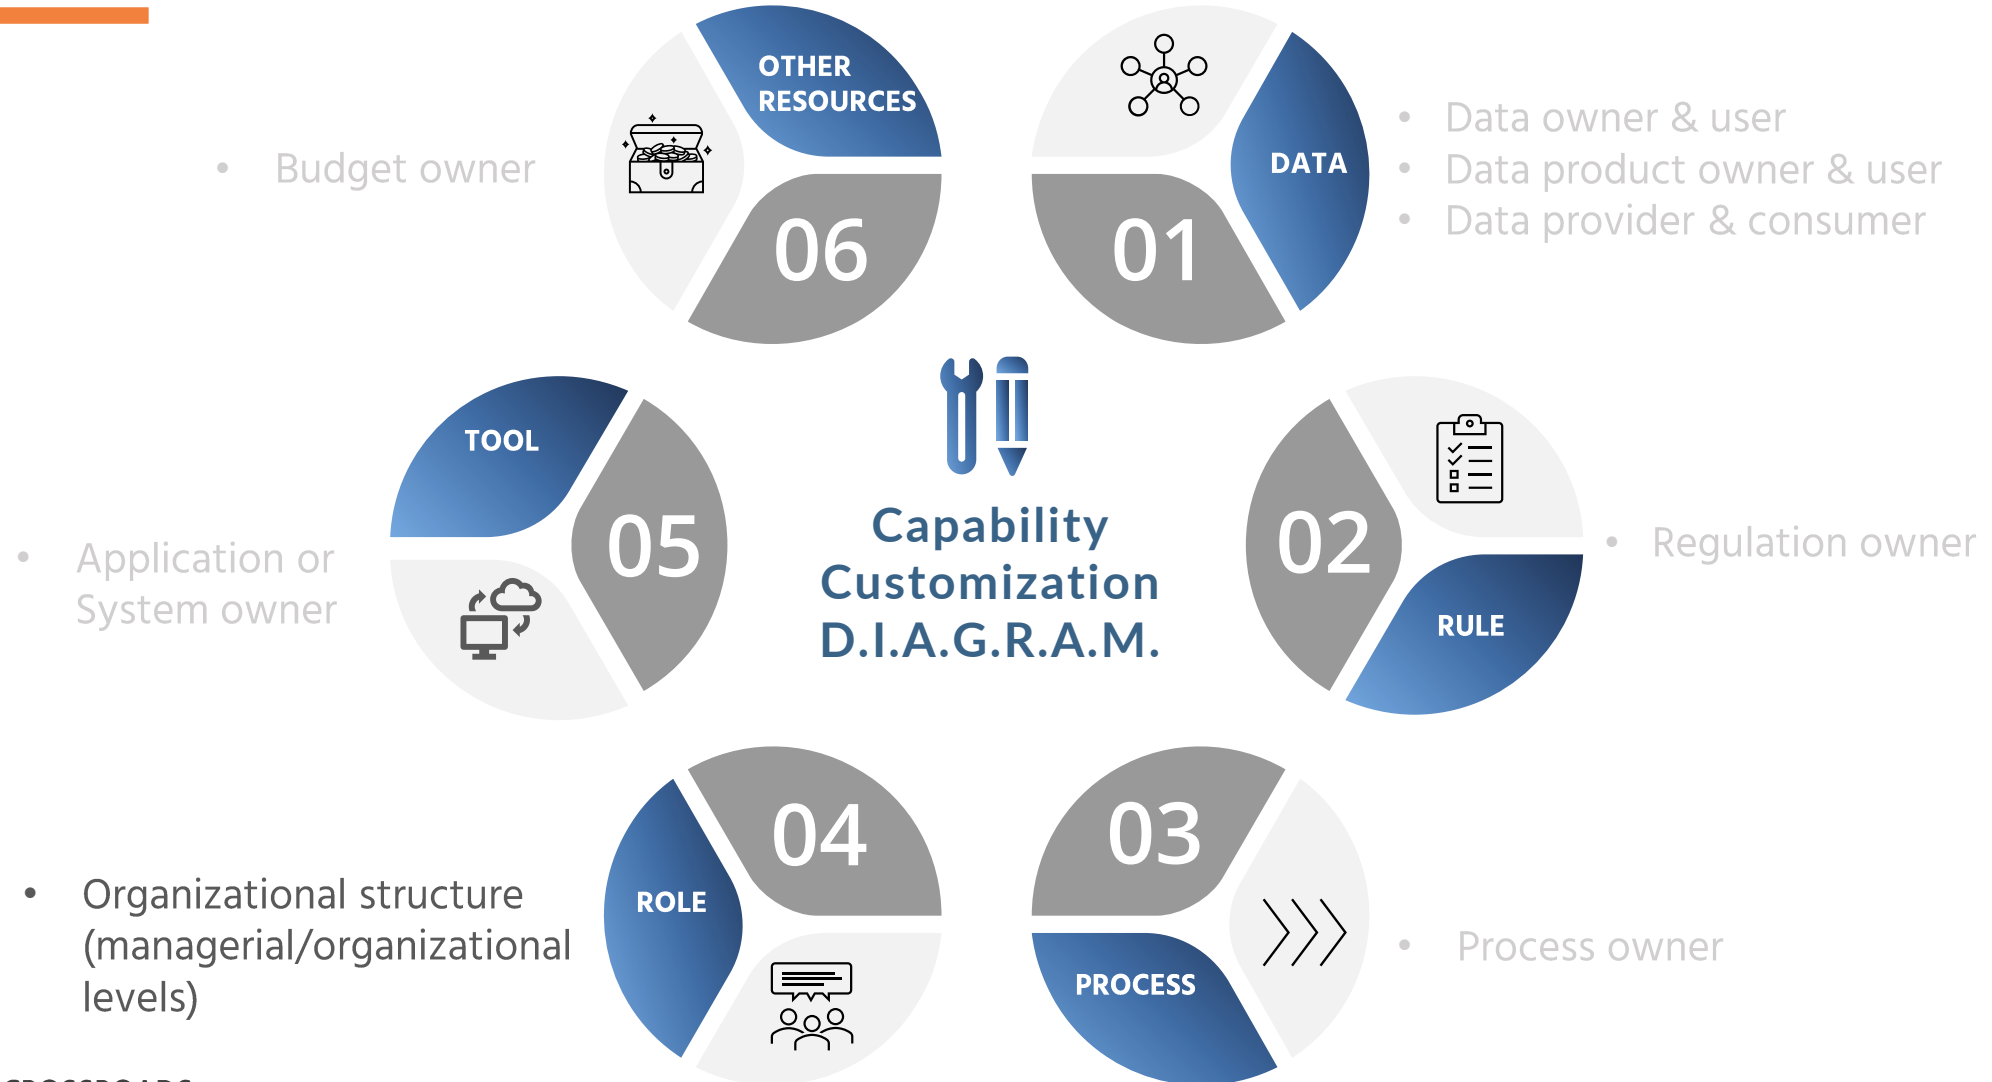 OTHER
RESOURCES
06
• Budget owner
01
DATA
• Data owner & user
• Data product owner & user
• Data provider & consumer
TOOL
05
• Application or
System owner
Capability
Customization
D.I.A.G.R.A.M.
02
RULE
• Regulation owner
04
ROLE
• Organizational structure
(managerial/organizational
levels)
03
PROCESS
• Process owner